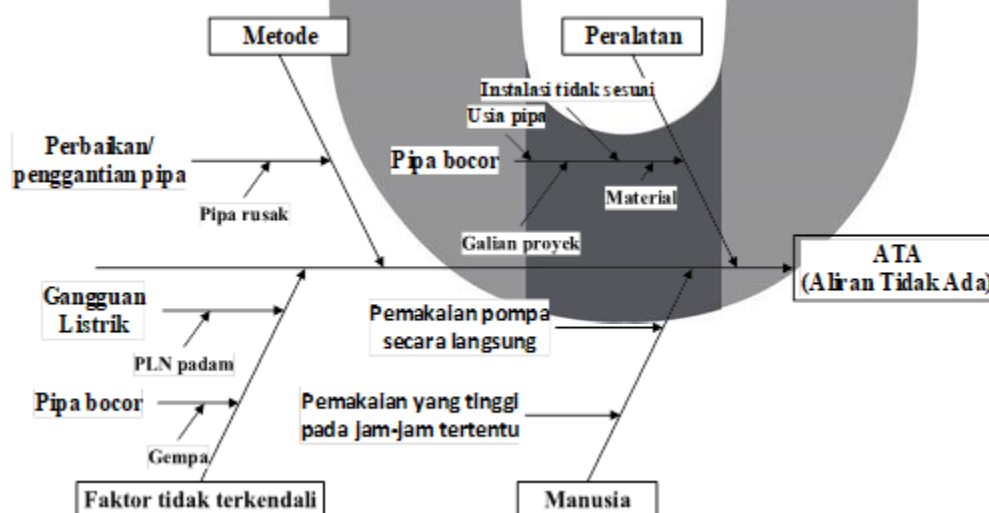 Metode
Peralatan
Instalasi tidak sesuai
Usia pipa
Perbaikan/
penggantian pipa
Pipa bocor
Material
Pipa rusak
Galian proyek
ATA
(Aliran Tidak Ada)
Gangguan
Listrik
Pemakaian pompa
secara langsung
PLN padam
Pipa bocor
Pemakaian yang tinggi
pada jam-jam tertentu
Gempa
Faktor tidak terkendali
Manusia